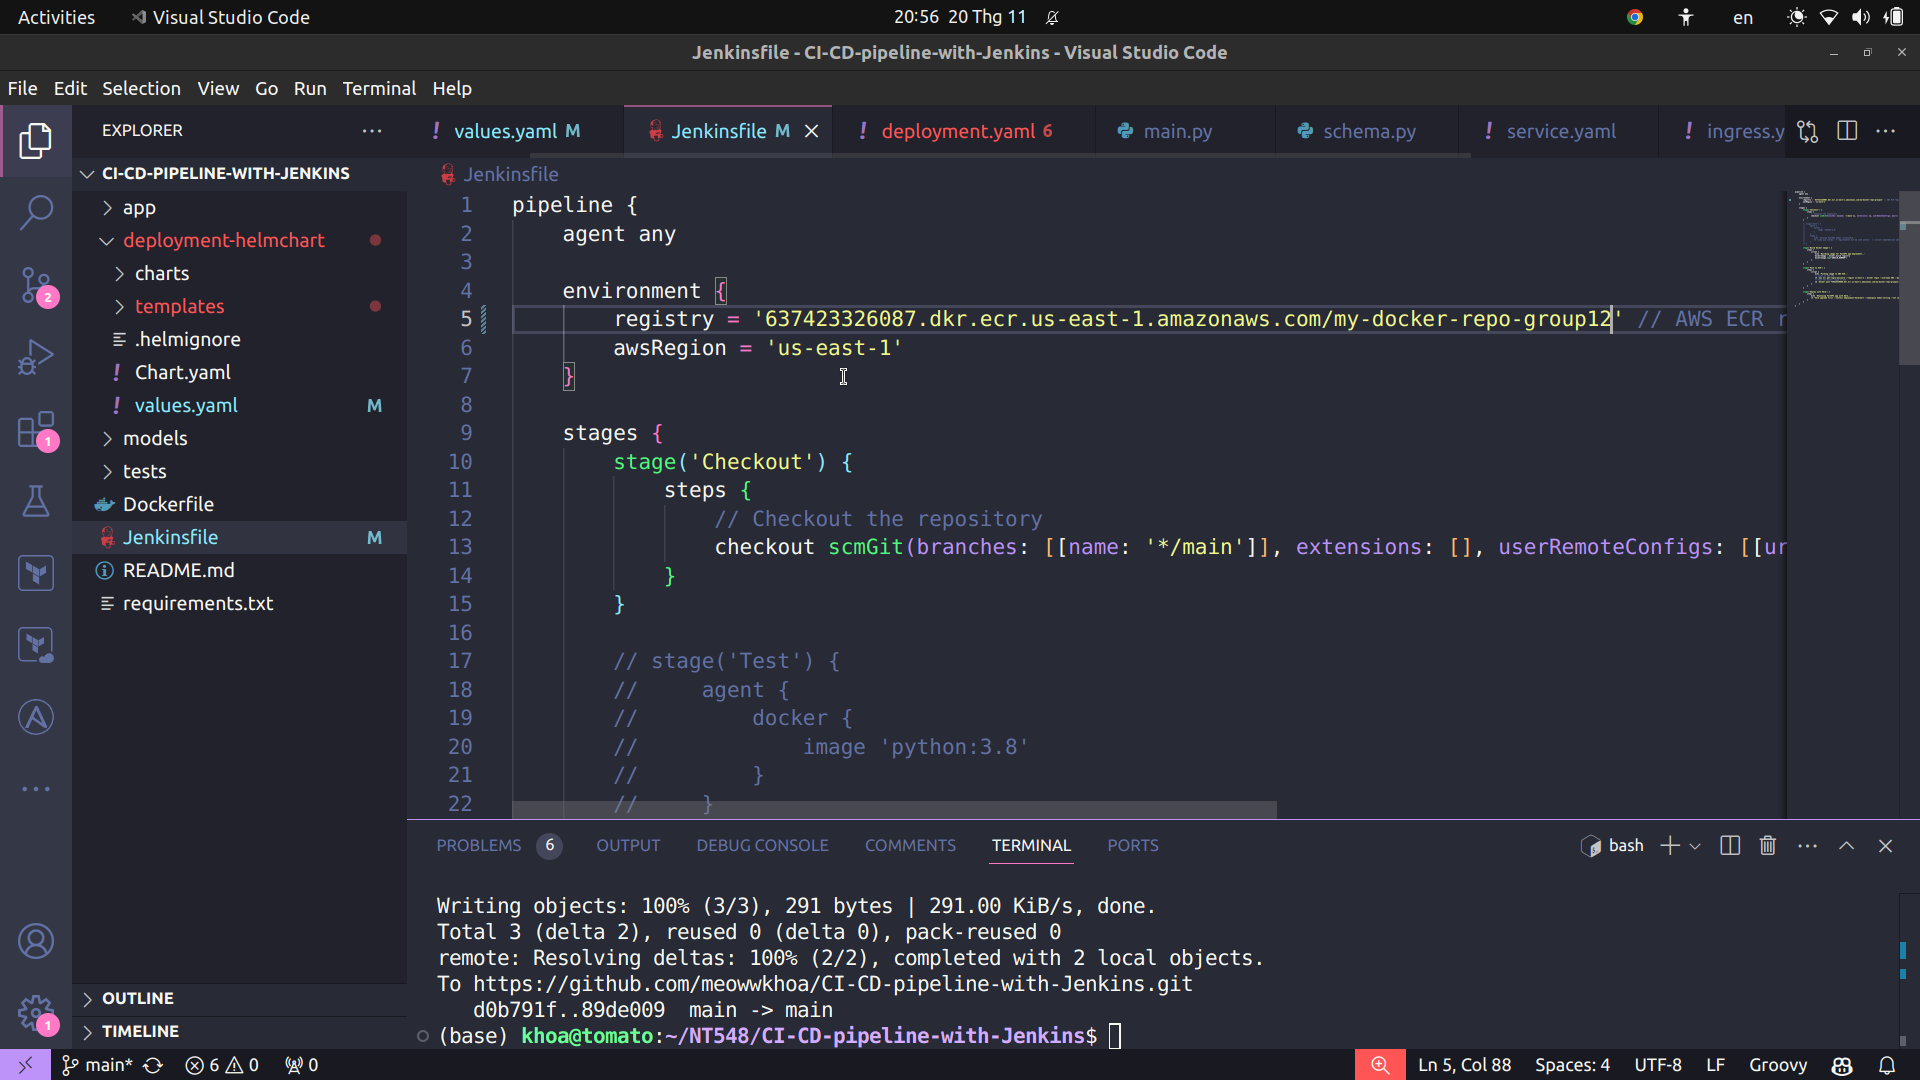 Activities Visual Studio Code 20:56 20 Thg 11 en
Jenkinsfile - CI-CD-pipeline-with-Jenkins - Visual Studio Code
File Edit Selection View Go Run Terminal Help
EXPLORER
values.yaml M Jenkinsfile M deployment.yaml 6 main.py schema.py service.yaml ingress.y
CI-CD-PIPELINE-WITH-JENKINS
app
deployment-helmchart
charts
templates
.helmignore
Chart.yaml
values.yaml M
models
tests
Dockerfile
Jenkinsfile M
README.md
requirements.txt
OUTLINE
TIMELINE
2
1
1
Jenkinsfile
1 pipeline {
2 agent any
3
4 environment {
5 registry = '637423326087.dkr.ecr.us-east-1.amazonaws.com/my-docker-repo-group12' // AWS ECR r
6 awsRegion = 'us-east-1'
7 }
8
9 stages {
10 stage('Checkout') {
11 steps {
12 // Checkout the repository
13 checkout scmGit(branches: [[name: '*/main']], extensions: [], userRemoteConfigs: [[ur
14 }
15 }
16
17 // stage('Test') {
18 // agent {
19 // docker {
20 // image 'python:3.8'
21 // }
22 // }
PROBLEMS 6 OUTPUT DEBUG CONSOLE COMMENTS TERMINAL PORTS bash
Writing objects: 100% (3/3), 291 bytes | 291.00 KiB/s, done.
Total 3 (delta 2), reused 0 (delta 0), pack-reused 0
remote: Resolving deltas: 100% (2/2), completed with 2 local objects.
To https://github.com/meowwkhoa/CI-CD-pipeline-with-Jenkins.git
d0b791f..89de009 main -> main
(base) khoa@tomato:~/NT548/CI-CD-pipeline-with-Jenkins$
main* 6 0 0 Ln 5, Col 88 Spaces: 4 UTF-8 LF Groovy